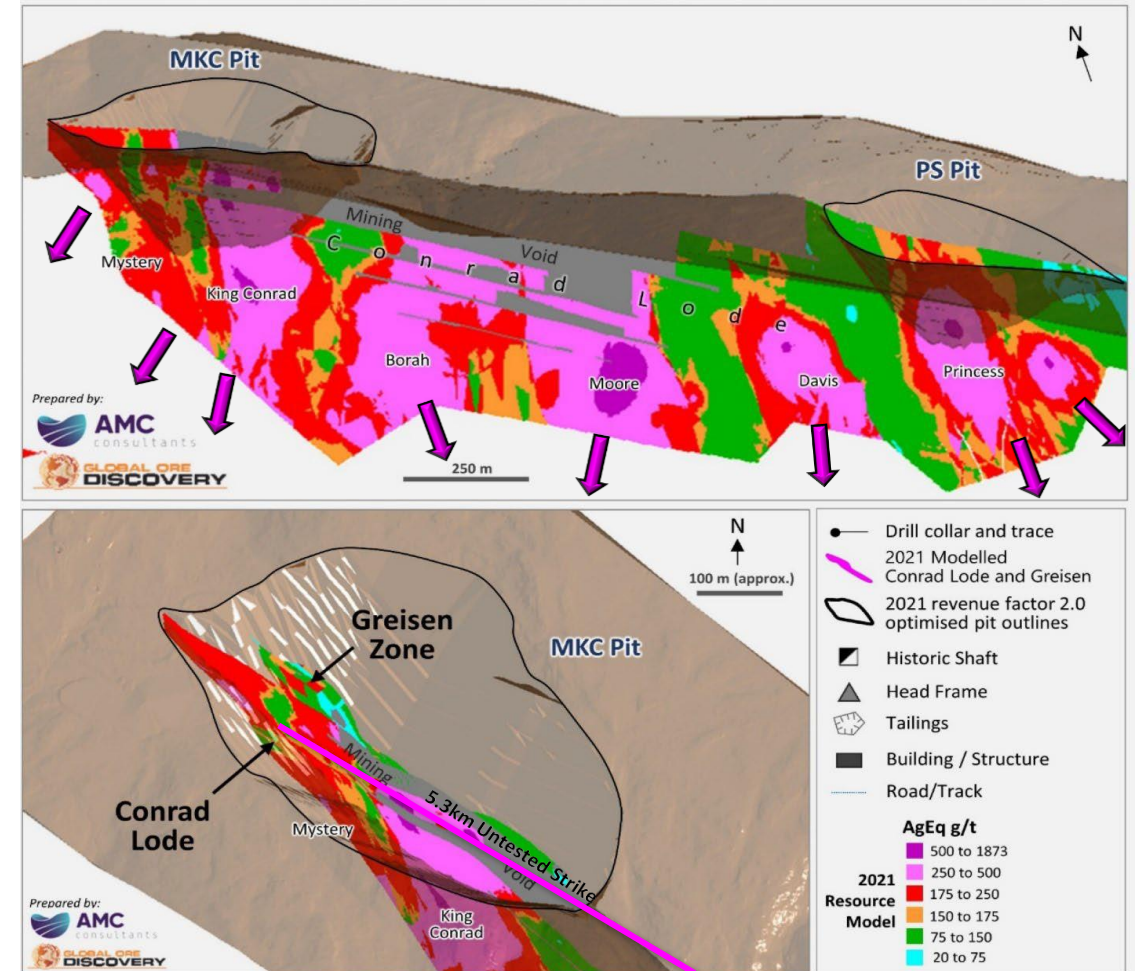 MKC Pit
N
PS Pit
Mining
Void
Conrad Lode
Mystery
King Conrad
Borah
Moore
Davis
Princess
Prepared by:
AMC
consultants
GLOBAL ORE
DISCOVERY
250 m
N
100 m (approx.)
Greisen
Zone
MKC Pit
Mining
5.3km Untested Strike
Void
Conrad
Lode
Mystery
King
Conrad
Prepared by:
AMC
consultants
GLOBAL ORE
DISCOVERY
Drill collar and trace
2021 Modelled
Conrad Lode and Greisen
2021 revenue factor 2.0
optimised pit outlines
Historic Shaft
Head Frame
Tailings
Building / Structure
Road/Track
AgEq g/t
2021
Resource
Model
500 to 1873
250 to 500
175 to 250
150 to 175
75 to 150
20 to 75